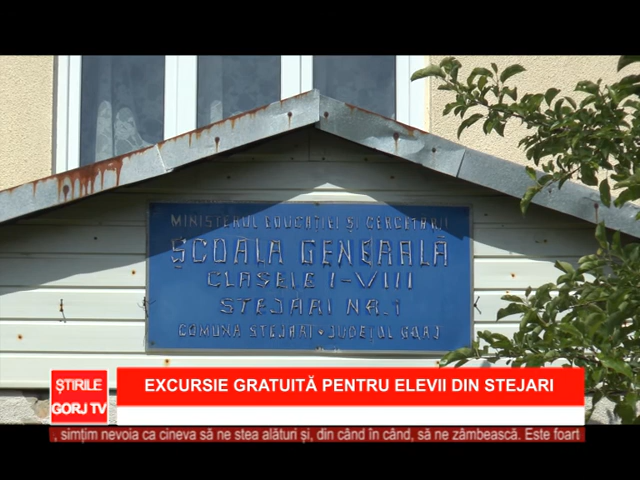 MINISTERUL EDUCAȚIEI ȘI CERCETĂRII
ȘCOALA GENERALĂ
CLASELE I-VIII
STEJARI NR.1
COMUNA STEJARI • JUDEȚUL GORJ
ȘTIRILE
GORJ TV
EXCURSIE GRATUITĂ PENTRU ELEVII DIN STEJARI
, simțim nevoia ca cineva să ne stea alături și, din când în când, să ne zâmbească. Este foart